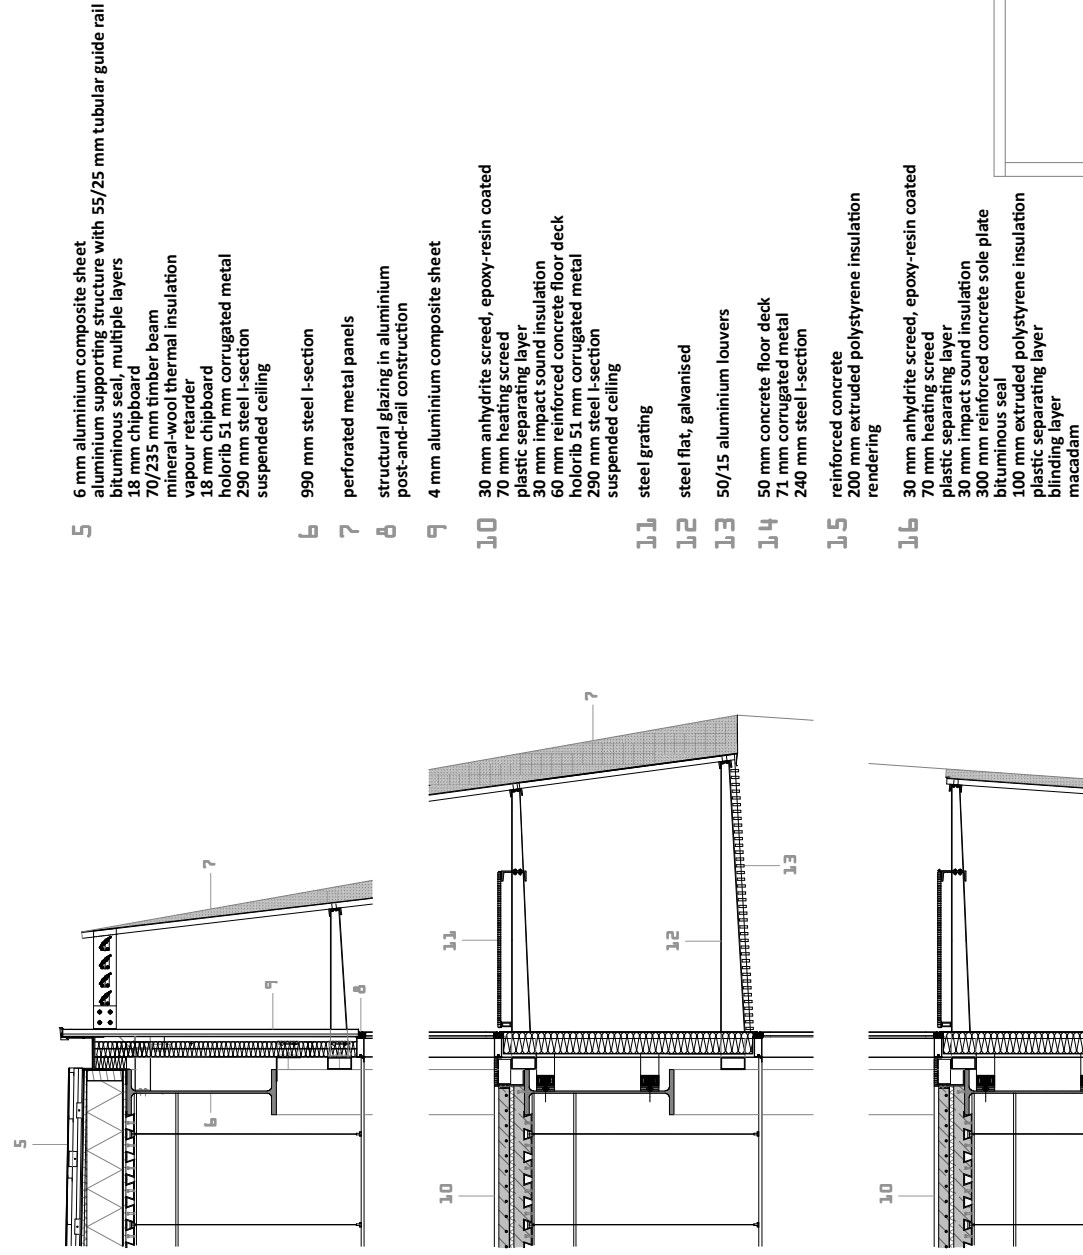 5
6 mm aluminium composite sheet
aluminium supporting structure with 55/25 mm tubular guide rail
bituminous seal, multiple layers
18 mm chipboard
70/235 mm timber beam
mineral-wool thermal insulation
vapour retarder
18 mm chipboard
holorib 51 mm corrugated metal
290 mm steel I-section
suspended ceiling
6
990 mm steel I-section
7
perforated metal panels
8
structural glazing in aluminium
post-and-rail construction
9
4 mm aluminium composite sheet
10
30 mm anhydrite screed, epoxy-resin coated
70 mm heating screed
plastic separating layer
30 mm impact sound insulation
60 mm reinforced concrete floor deck
holorib 51 mm corrugated metal
290 mm steel I-section
suspended ceiling
11
steel grating
12
steel flat, galvanised
13
50/15 aluminium louvers
14
50 mm concrete floor deck
71 mm corrugated metal
240 mm steel I-section
15
reinforced concrete
200 mm extruded polystyrene insulation
rendering
16
30 mm anhydrite screed, epoxy-resin coated
70 mm heating screed
plastic separating layer
30 mm impact sound insulation
300 mm reinforced concrete sole plate
bituminous seal
100 mm extruded polystyrene insulation
plastic separating layer
blinding layer
macadam
5
6
7
8
9
10
11
12
7
13
10